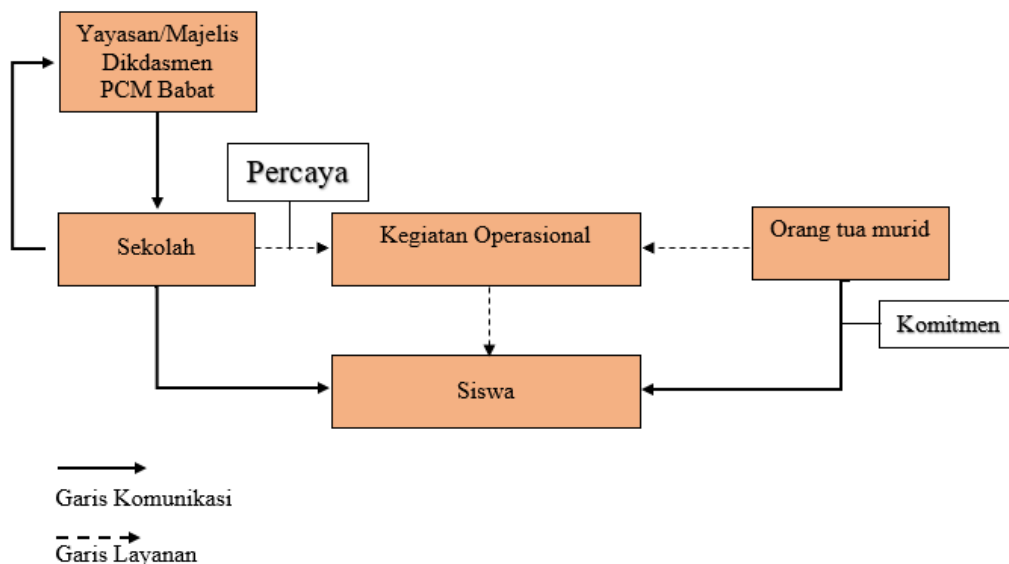 Yayasan/Majelis
Dikdasmen
PCM Babat
Percaya
Sekolah
Kegiatan Operasional
Orang tua murid
Komitmen
Siswa
Garis Komunikasi
Garis Layanan